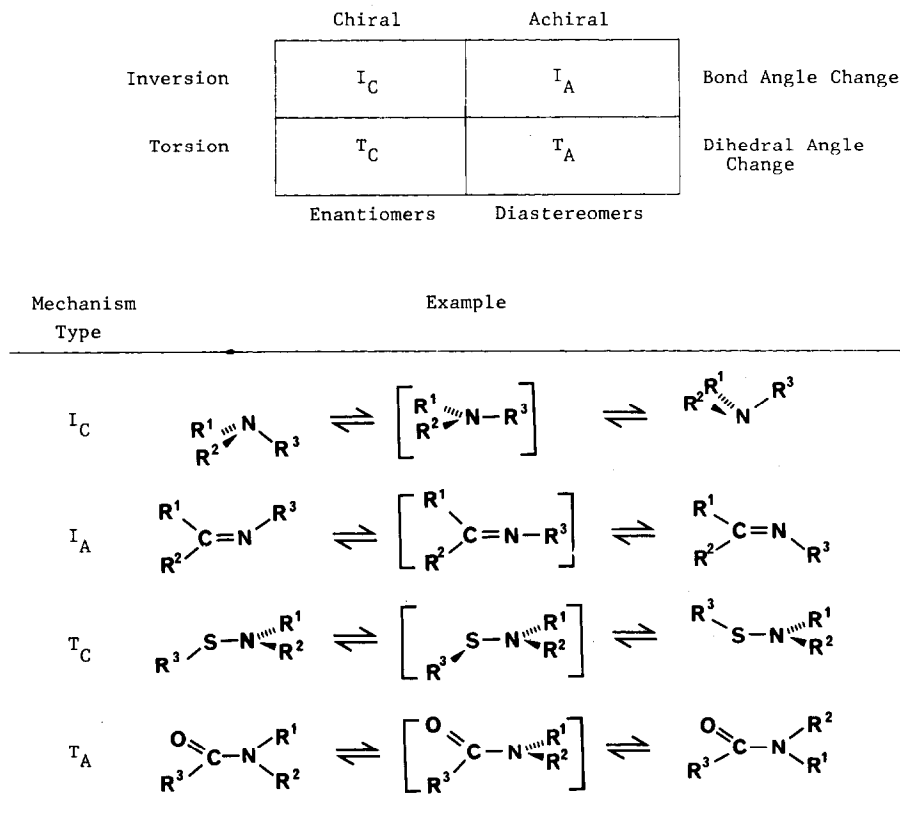 Chiral Achiral
Inversion I_C I_A Bond Angle Change
Torsion T_C T_A Dihedral Angle
Change
Enantiomers Diastereomers
Mechanism Example
Type
I_C R¹ R² N R³ ⇌ [R¹ R² N–R³] ⇌ R¹ R² N R³
I_A R¹ R² C=N R³ ⇌ [R¹ R² C=N–R³] ⇌ R¹ R² C=N R³
T_C R³ S–N R¹ R² ⇌ [R³ S–N R¹ R²] ⇌ R³ S–N R¹ R²
T_A O R³ C–N R¹ R² ⇌ [O R³ C–N R¹ R²] ⇌ O R³ C–N R² R¹